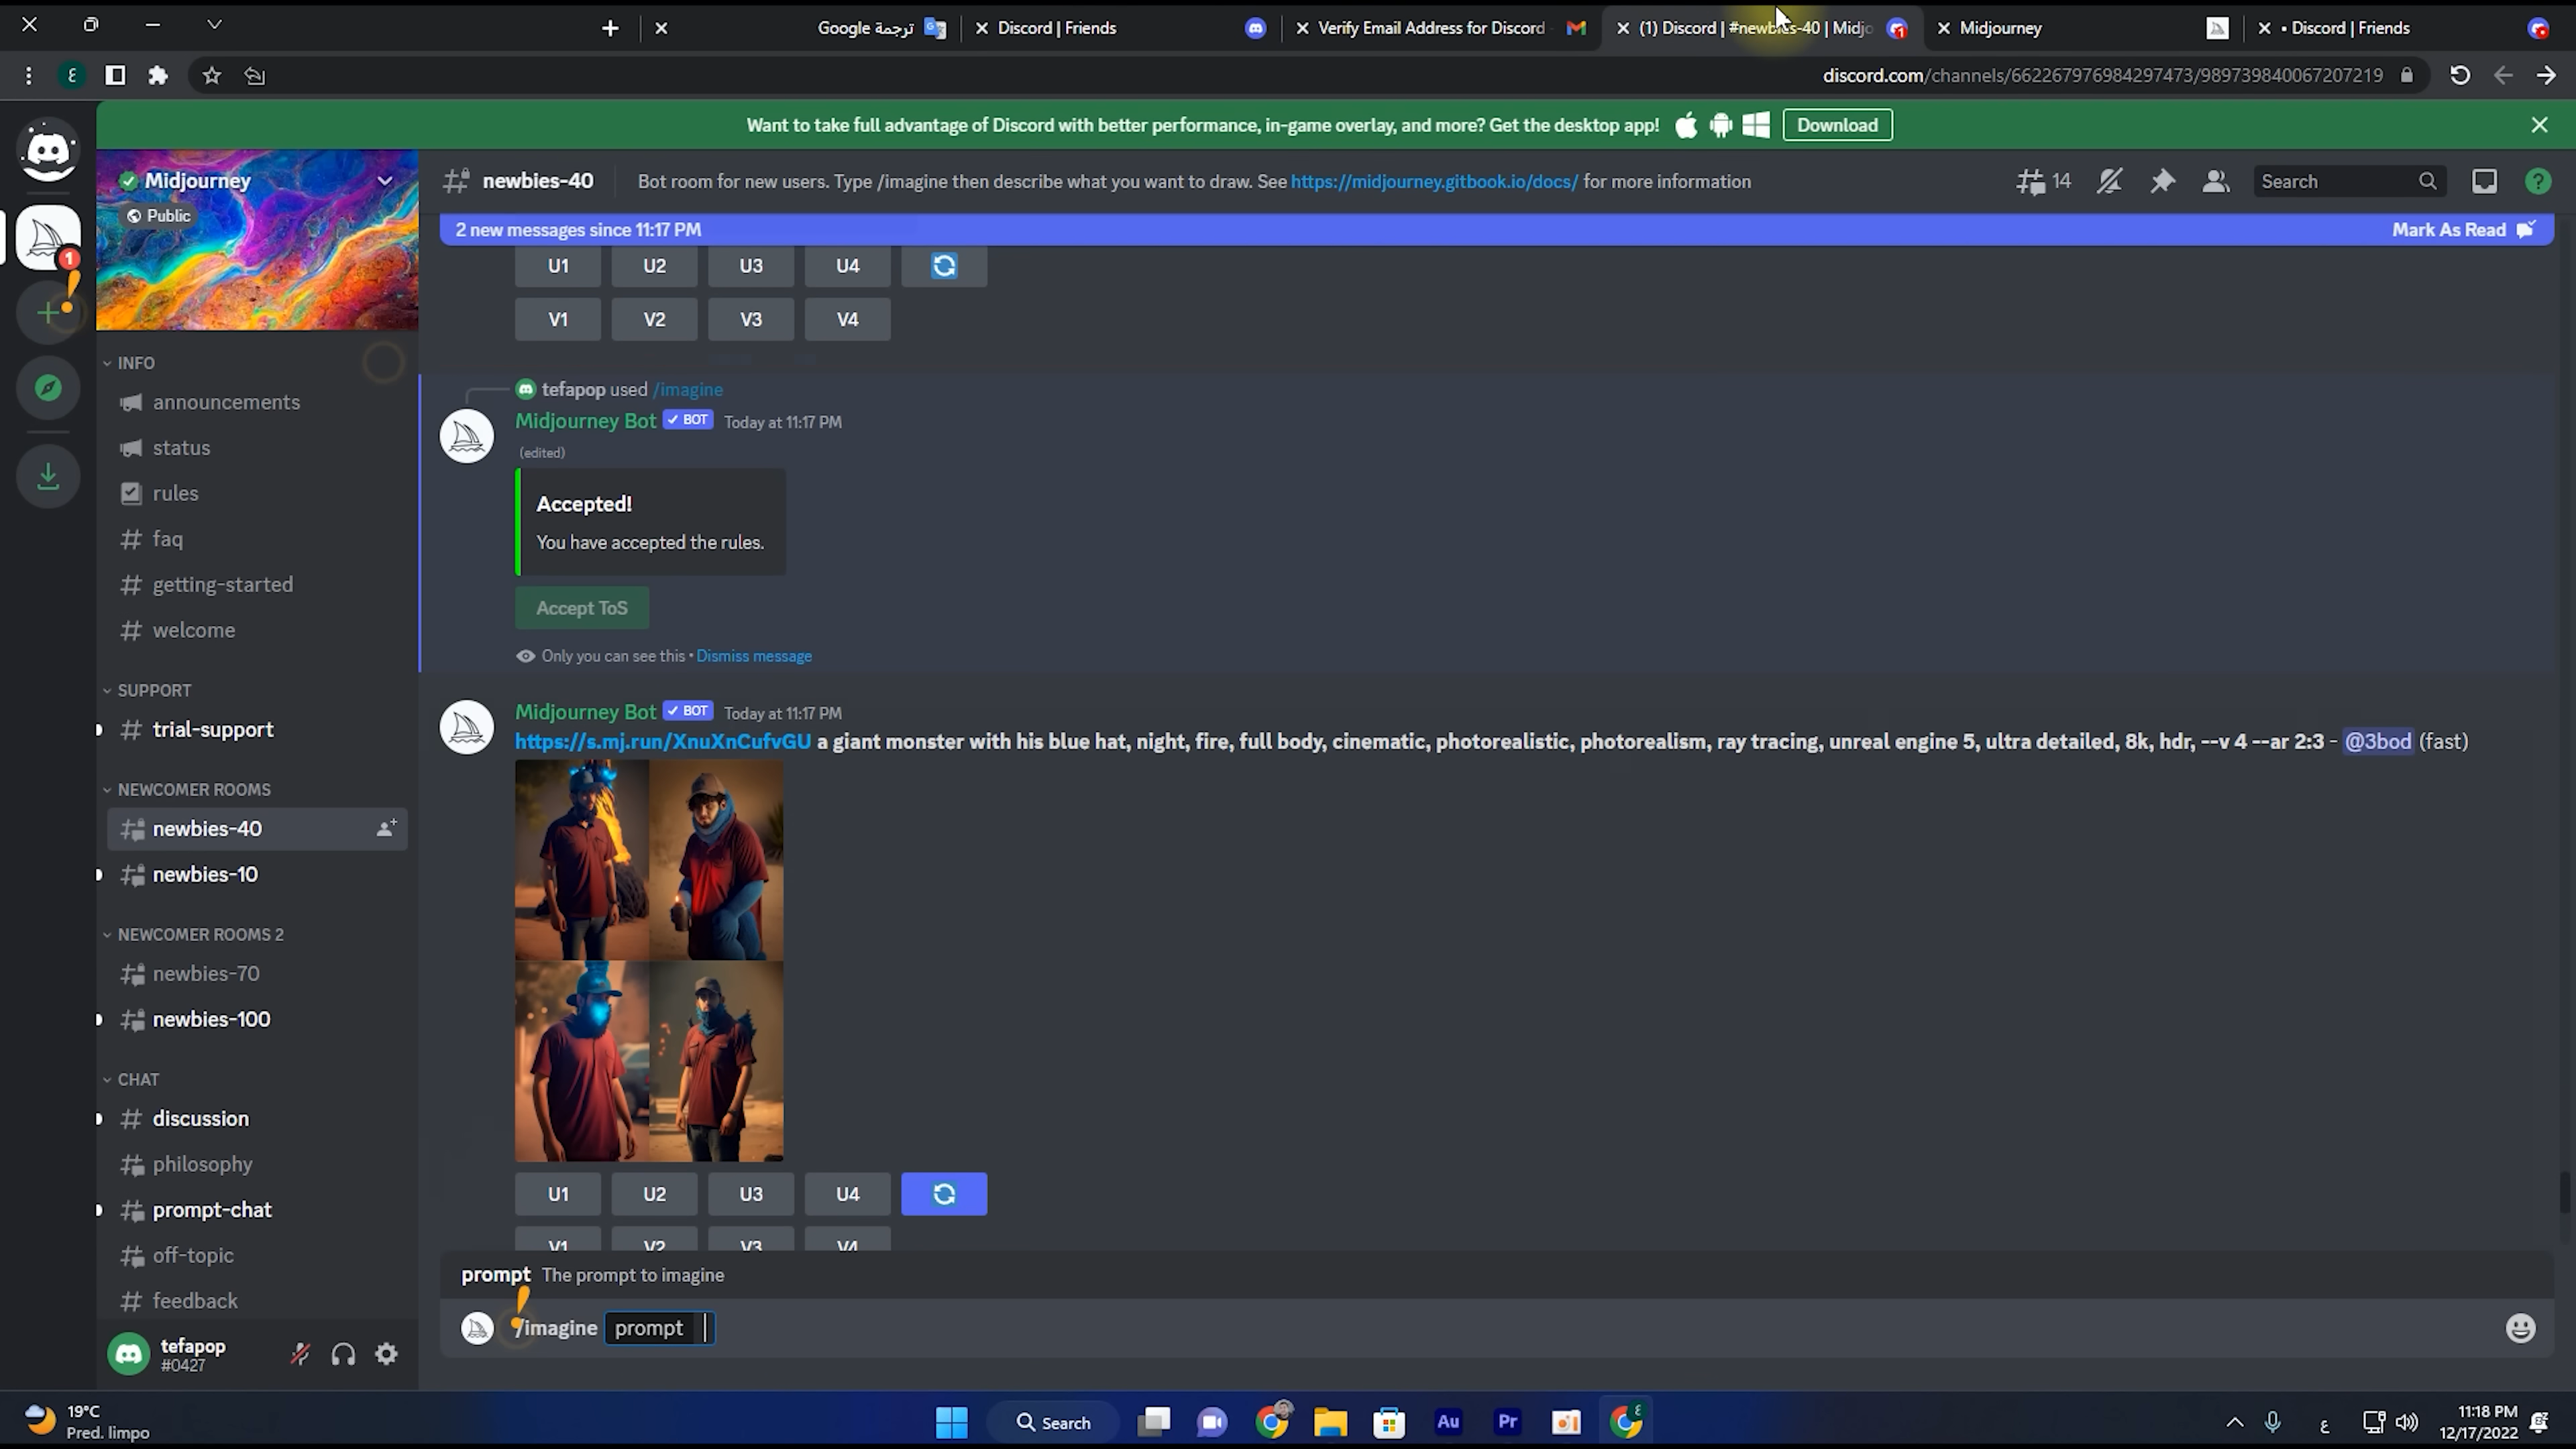 ترجمة Google
Discord | Friends
Verify Email Address for Discord
(1) Discord | #newbies-40 | Midjo
Midjourney
• Discord | Friends
ع
discord.com/channels/662267976984297473/989739840067207219
Want to take full advantage of Discord with better performance, in-game overlay, and more? Get the desktop app!
Download
Midjourney
Public
1
newbies-40
Bot room for new users. Type /imagine then describe what you want to draw. See https://midjourney.gitbook.io/docs/ for more information
14
Search
2 new messages since 11:17 PM
Mark As Read
U1 U2 U3 U4
V1 V2 V3 V4
INFO
announcements
status
rules
faq
getting-started
welcome
SUPPORT
trial-support
NEWCOMER ROOMS
newbies-40
newbies-10
NEWCOMER ROOMS 2
newbies-70
newbies-100
CHAT
discussion
philosophy
prompt-chat
off-topic
feedback
tefapop
#0427
tefapop used /imagine
Midjourney Bot BOT Today at 11:17 PM
(edited)
Accepted!
You have accepted the rules.
Accept ToS
Only you can see this • Dismiss message
Midjourney Bot BOT Today at 11:17 PM
https://s.mj.run/XnuXnCufvGU a giant monster with his blue hat, night, fire, full body, cinematic, photorealistic, photorealism, ray tracing, unreal engine 5, ultra detailed, 8k, hdr, --v 4 --ar 2:3 - @3bod (fast)
U1 U2 U3 U4
V1 V2 V3 V4
prompt The prompt to imagine
/imagine prompt
19°C
Pred. limpo
Search
Au
Pr
ع
11:18 PM
12/17/2022